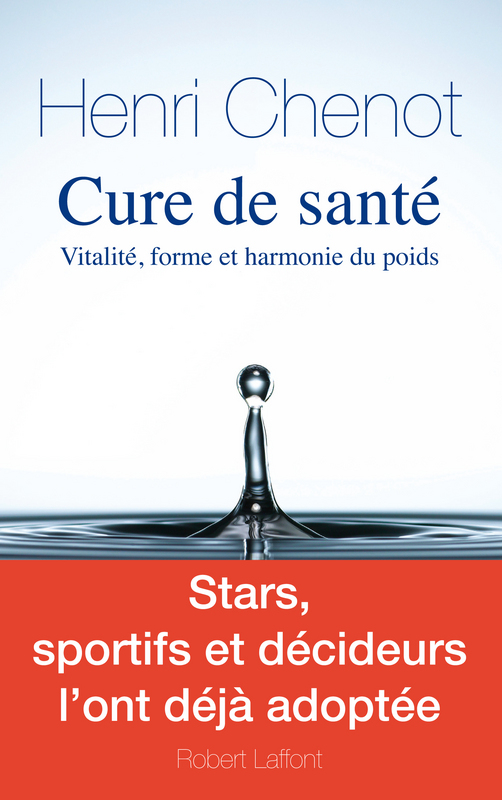 Henri Chenot
Cure de santé
Vitalité, forme et harmonie du poids
Stars,
sportifs et décideurs
l'ont déjà adoptée
Robert Laffont